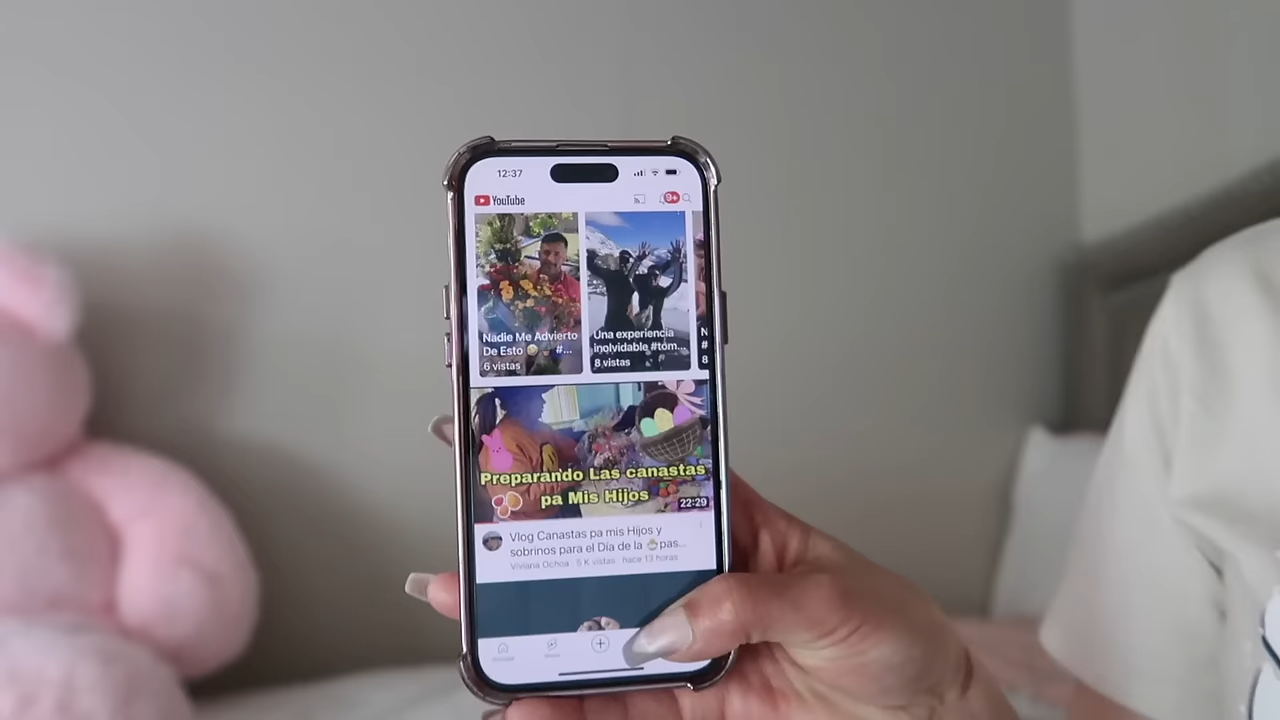 12:37
YouTube
9+
Nadie Me Advierto
De Esto 🤣 #...
6 vistas
Una experiencia
inolvidable #tom...
8 vistas
N
#
8
Preparando Las canastas
pa Mis Hijos
22:29
Vlog Canastas pa mis Hijos y
sobrinos para el Día de la 🐣pas...
Viviana Ochoa · 5 K vistas · hace 13 horas